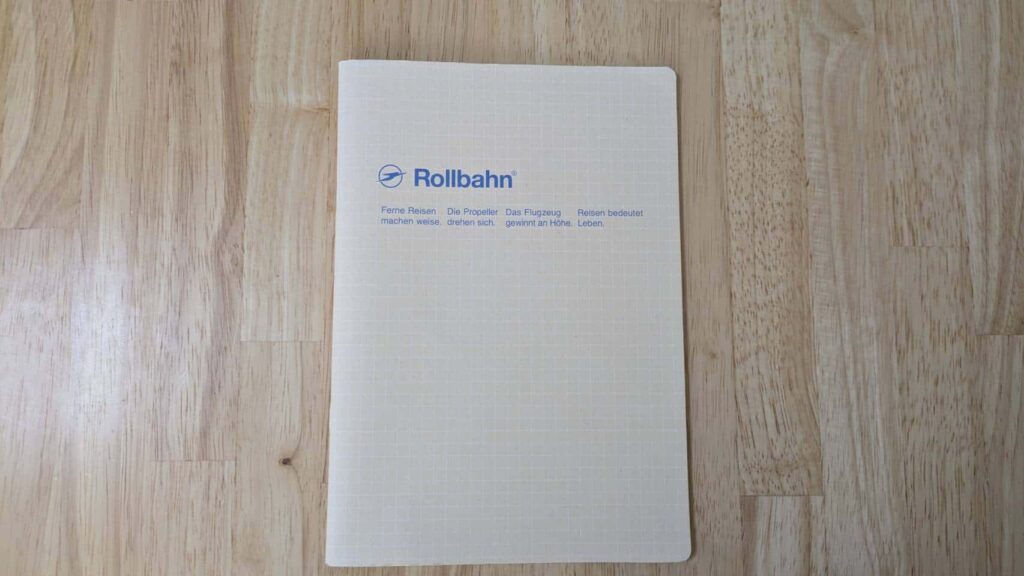 Rollbahn®
Ferne Reisen Die Propeller Das Flugzeug Reisen bedeutet
machen weise. drehen sich. gewinnt an Höhe. Leben.